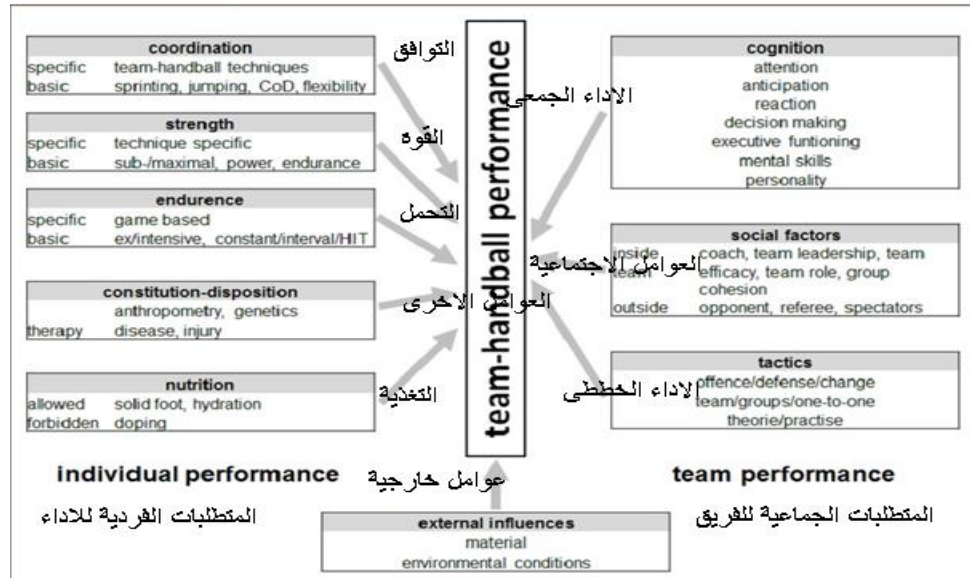 coordination
specific team-handball techniques
basic sprinting, jumping, CoD, flexibility
التوافق
strength
specific technique specific
basic sub-/maximal, power, endurance
القوه
endurence
specific game based
basic ex/intensive, constant/interval/HIT
التحمل
constitution-disposition
anthropometry, genetics
therapy disease, injury
العوامل الاخرى
nutrition
allowed solid foot, hydration
forbidden doping
التغذية
individual performance
المتطلبات الفردية للاداء
team-handball performance
cognition
attention
anticipation
reaction
decision making
executive funtioning
mental skills
personality
الاداء الجمعى
social factors
inside coach, team leadership, team
team efficacy, team role, group
cohesion
outside opponent, referee, spectators
العوامل الاجتماعية
tactics
offence/defense/change
team/groups/one-to-one
theorie/practise
الاداء الخططى
team performance
المتطلبات الجماعية للفريق
عوامل خارجية
external influences
material
environmental conditions